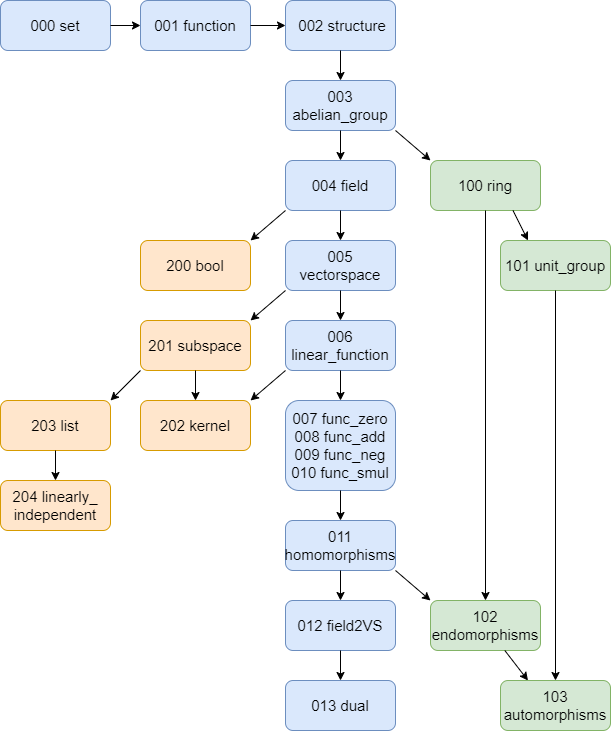 000 set
001 function
002 structure
003
abelian_group
004 field
100 ring
200 bool
005
vectorspace
101 unit_group
201 subspace
006
linear_function
203 list
202 kernel
007 func_zero
008 func_add
009 func_neg
010 func_smul
204 linearly_
independent
011
homomorphisms
012 field2VS
102
endomorphisms
013 dual
103
automorphisms